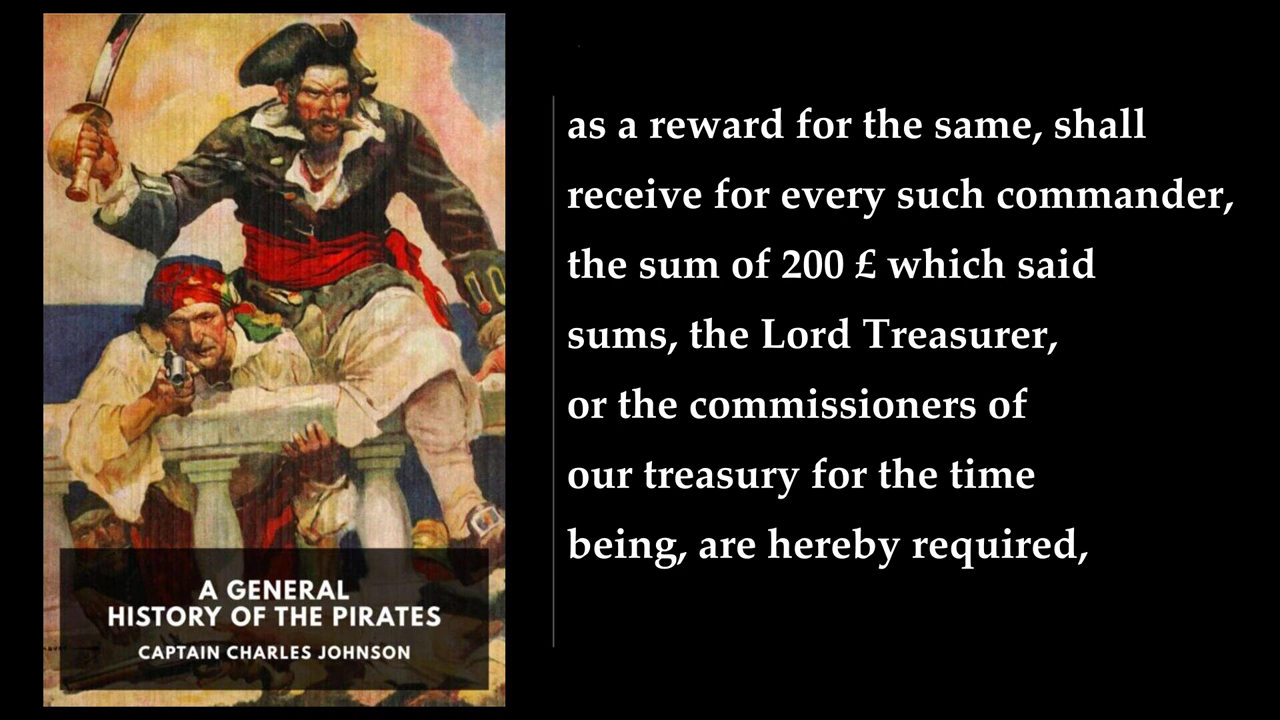 A GENERAL
HISTORY OF THE PIRATES
CAPTAIN CHARLES JOHNSON
as a reward for the same, shall
receive for every such commander,
the sum of 200 £ which said
sums, the Lord Treasurer,
or the commissioners of
our treasury for the time
being, are hereby required,